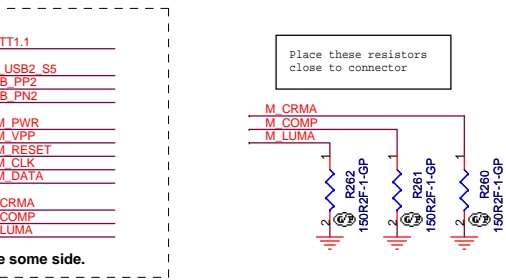 TT1.1
USB2_S5
B_PP2
B_PN2
M_PWR
M_VPP
M_RESET
M_CLK
M_DATA
CRMA
COMP
LUMA
e some side.
Place these resistors
close to connector
M_CRMA
M_COMP
M_LUMA
1
R262
150R2F-1-GP
2
1
R261
150R2F-1-GP
2
1
R260
150R2F-1-GP
2